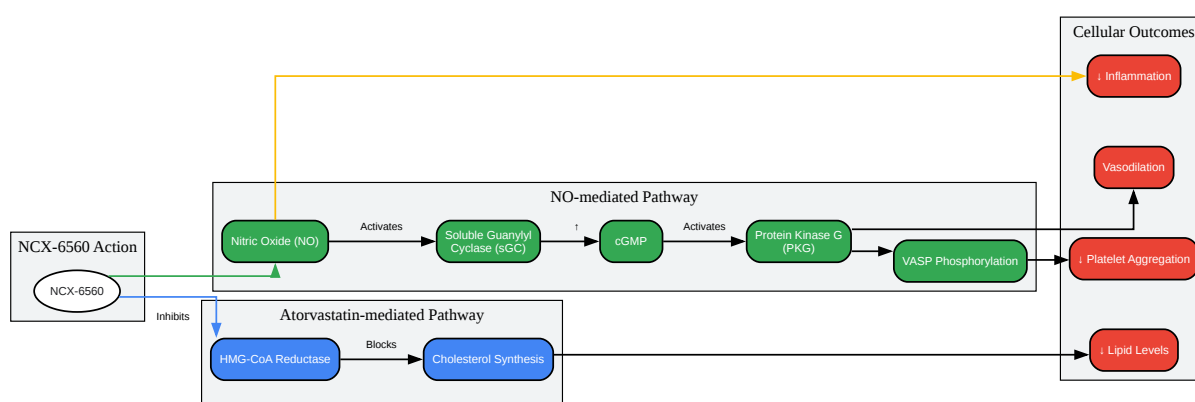 Cellular Outcomes
↓ Inflammation
Vasodilation
↓ Platelet Aggregation
↓ Lipid Levels
NO-mediated Pathway
Nitric Oxide (NO)
Activates
Soluble Guanylyl
Cyclase (sGC)
↑
cGMP
Activates
Protein Kinase G
(PKG)
VASP Phosphorylation
NCX-6560 Action
NCX-6560
Inhibits
Atorvastatin-mediated Pathway
HMG-CoA Reductase
Blocks
Cholesterol Synthesis